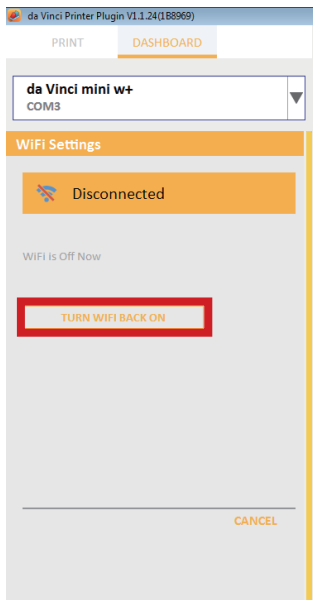 da Vinci Printer Plugin V1.1.24(1B8969)
PRINT DASHBOARD
da Vinci mini w+
COM3
WiFi Settings
Disconnected
WiFi is Off Now
TURN WIFI BACK ON
CANCEL